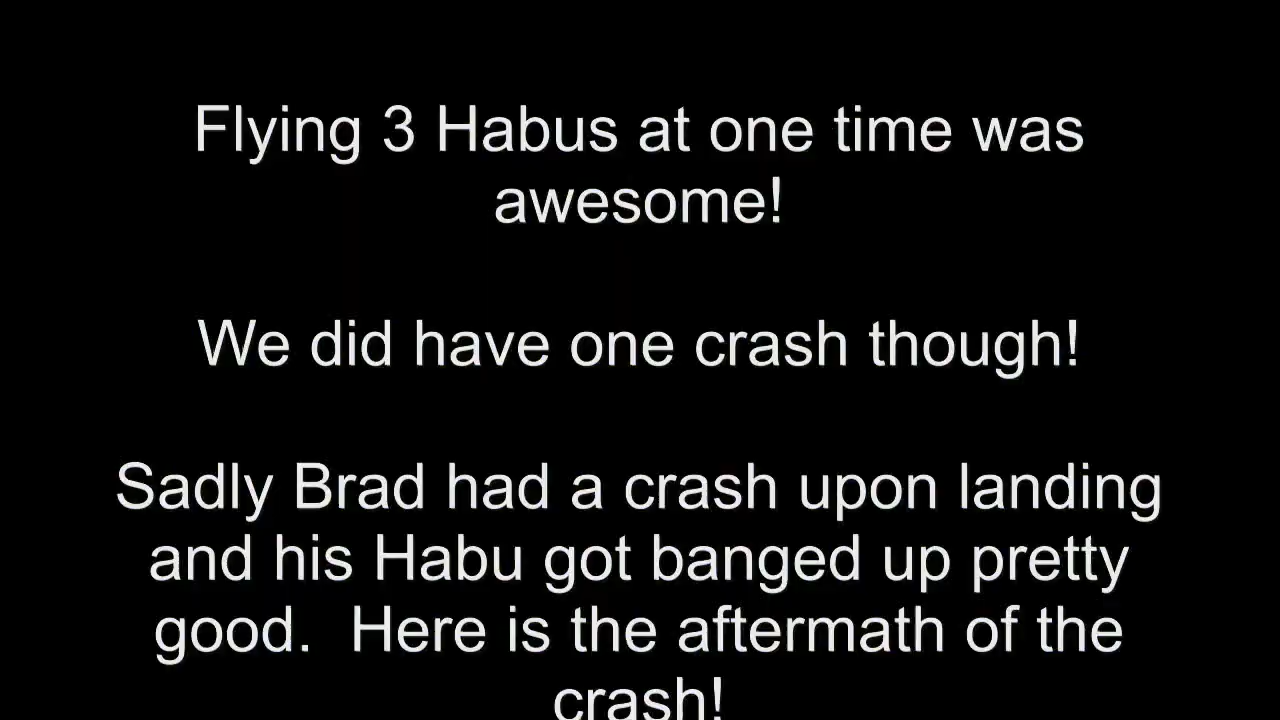 Flying 3 Habus at one time was
awesome!
We did have one crash though!
Sadly Brad had a crash upon landing
and his Habu got banged up pretty
good.  Here is the aftermath of the
crash!